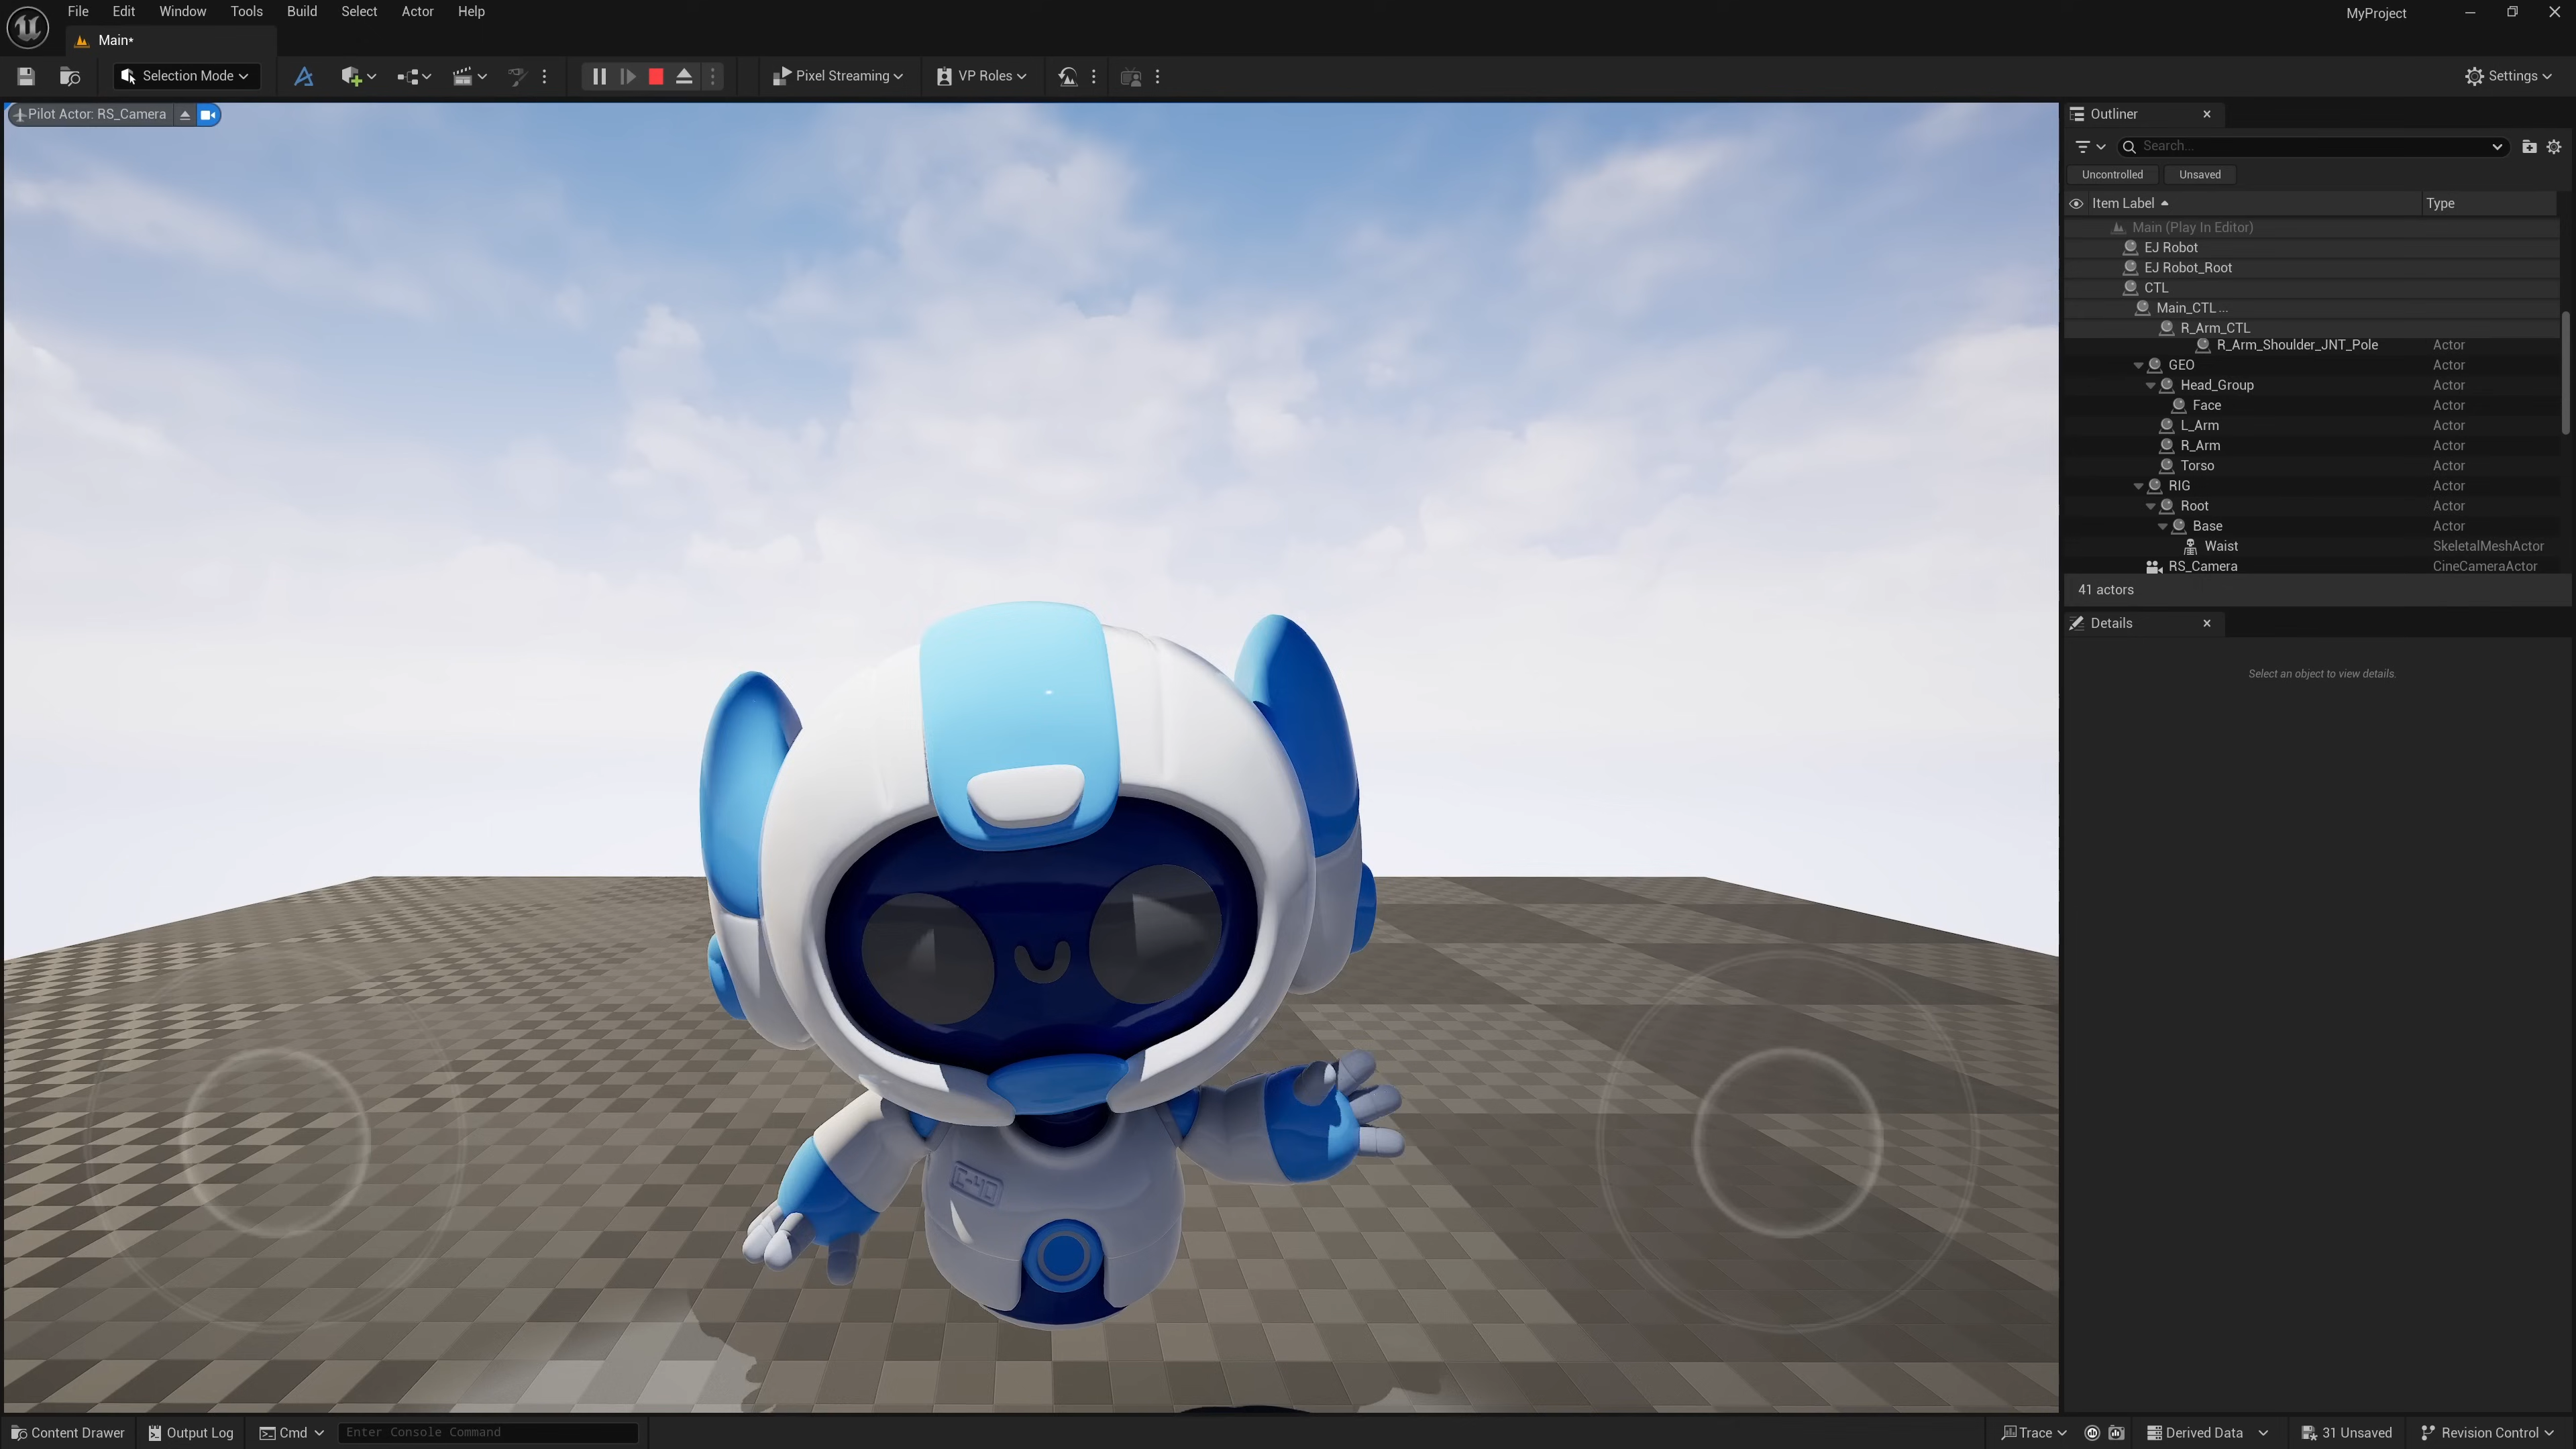 File Edit Window Tools Build Select Actor Help
MyProject
Main•
Selection Mode
Pixel Streaming
VP Roles
Settings
Pilot Actor: RS_Camera
Outliner
Search...
Uncontrolled Unsaved
Item Label Type
Main (Play In Editor)
EJ Robot
EJ Robot_Root
CTL
Main_CTL ...
R_Arm_CTL
R_Arm_Shoulder_JNT_Pole Actor
GEO Actor
Head_Group Actor
Face Actor
L_Arm Actor
R_Arm Actor
Torso Actor
RIG Actor
Root Actor
Base Actor
Waist SkeletalMeshActor
RS_Camera CineCameraActor
41 actors
Details
Select an object to view details.
Content Drawer Output Log Cmd Enter Console Command
Trace Derived Data 31 Unsaved Revision Control